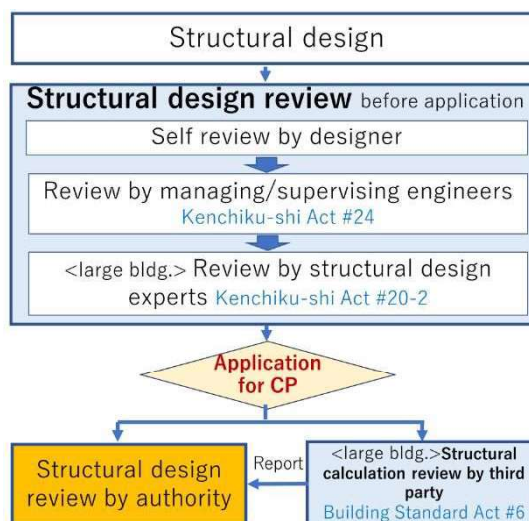 Structural design
Structural design review before application
Self review by designer
Review by managing/supervising engineers
Kenchiku-shi Act #24
<large bldg.> Review by structural design
experts Kenchiku-shi Act #20-2
Application
for CP
Structural design
review by authority
Report
<large bldg.>Structural
calculation review by third
party
Building Standard Act #6